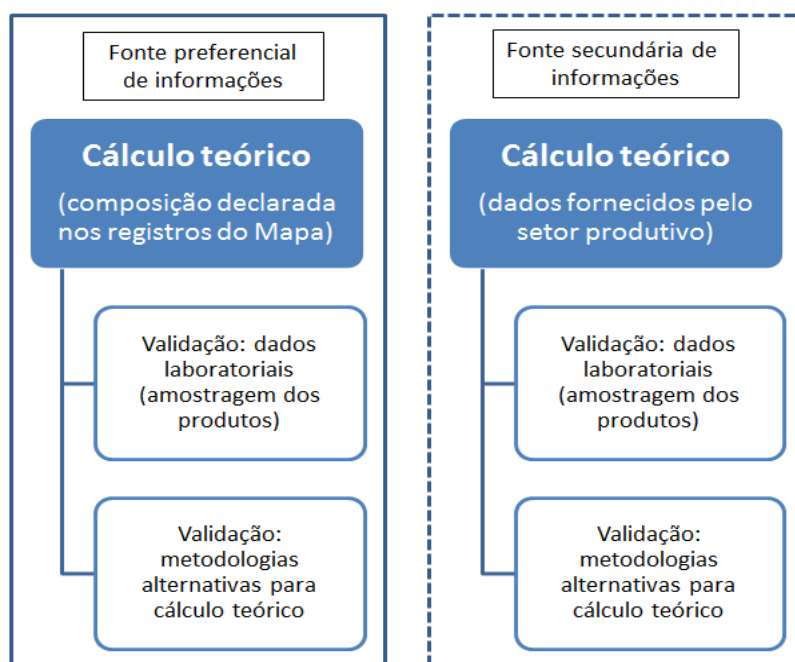 Fonte preferencial
de informações
Cálculo teórico
(composição declarada
nos registros do Mapa)
Validação: dados
laboratoriais
(amostragem dos
produtos)
Validação:
metodologias
alternativas para
cálculo teórico
Fonte secundária de
informações
Cálculo teórico
(dados fornecidos pelo
setor produtivo)
Validação: dados
laboratoriais
(amostragem dos
produtos)
Validação:
metodologias
alternativas para
cálculo teórico